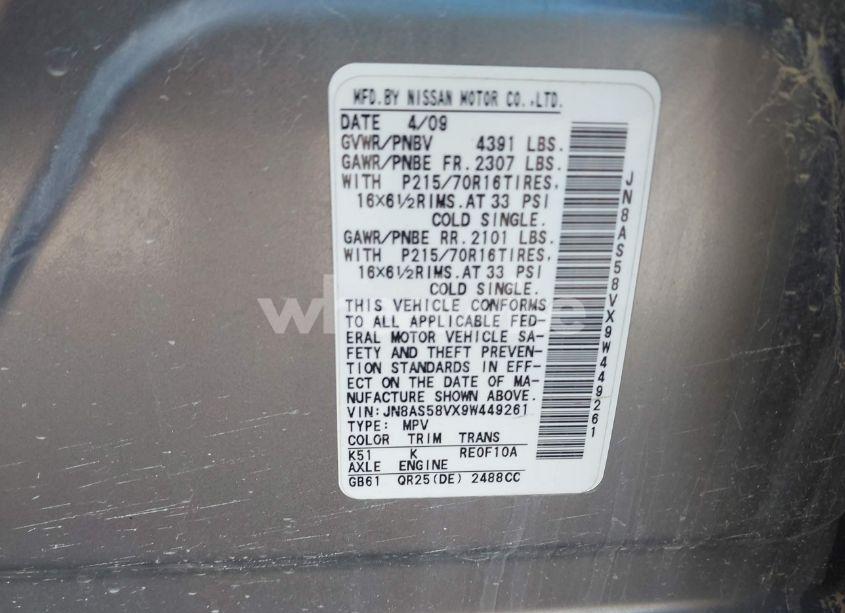 MFD.BY NISSAN MOTOR CO.,LTD.
DATE 4/09
GVWR/PNBV 4391 LBS.
GAWR/PNBE FR.2307 LBS.
WITH P215/70R16TIRES,
16X6½RIMS.AT 33 PSI
COLD SINGLE.
GAWR/PNBE RR.2101 LBS.
WITH P215/70R16TIRES,
16X6½RIMS.AT 33 PSI
COLD SINGLE.
THIS VEHICLE CONFORMS
TO ALL APPLICABLE FED-
ERAL MOTOR VEHICLE SA-
FETY AND THEFT PREVEN-
TION STANDARDS IN EFF-
ECT ON THE DATE OF MA-
NUFACTURE SHOWN ABOVE.
VIN:JN8AS58VX9W449261
TYPE: MPV
COLOR TRIM TRANS
K51 K RE0F10A
AXLE ENGINE
GB61 QR25(DE) 2488CC
JN8AS58VX9W449261